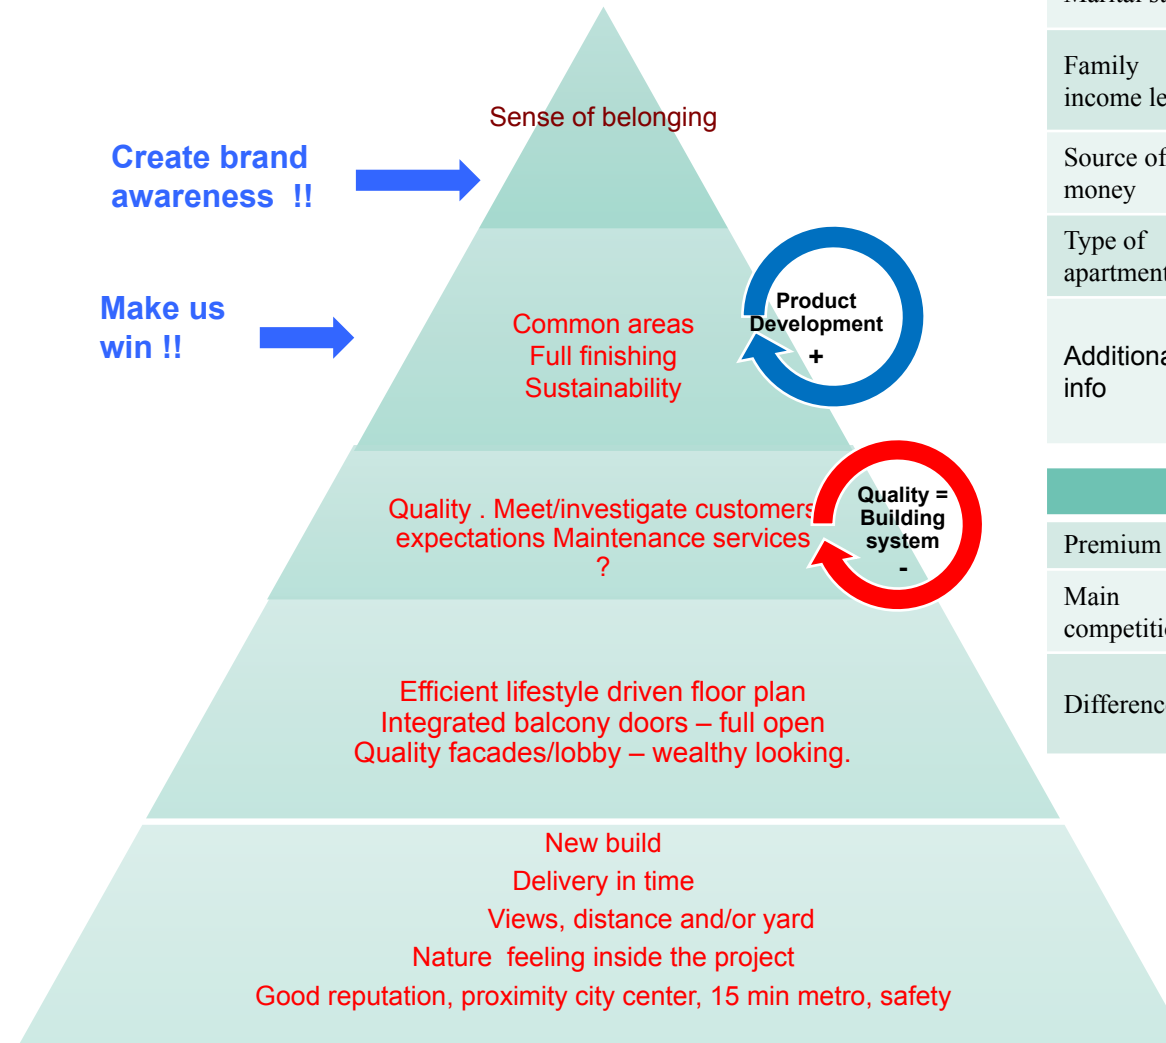 Sense of belonging
Create brand
awareness !!
Make us
win !!
Common areas
Full finishing
Sustainability
Product
Development
+
Quality . Meet/investigate customers
expectations Maintenance services
?
Quality =
Building
system
-
Efficient lifestyle driven floor plan
Integrated balcony doors – full open
Quality facades/lobby – wealthy looking.
New build
Delivery in time
Views, distance and/or yard
Nature feeling inside the project
Good reputation, proximity city center, 15 min metro, safety
Family
income
Source of
money
Type of
apartment
info
Premium
Main